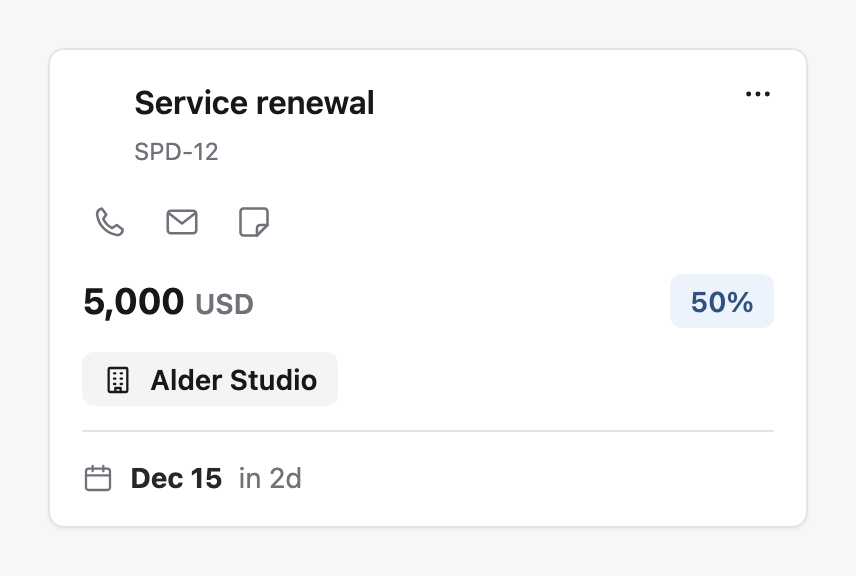 Service renewal
SPD-12
5,000 USD
50%
Alder Studio
Dec 15 in 2d